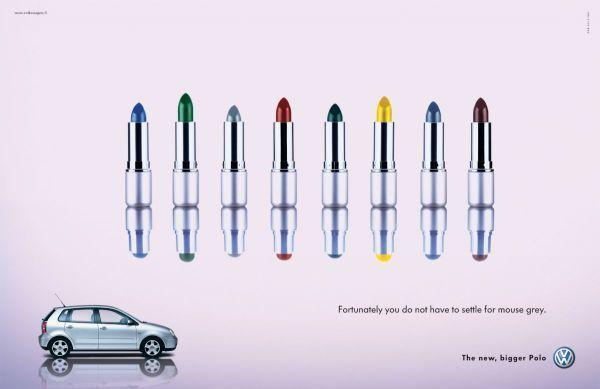 Fortunately you do not have to settle for mouse grey.
The new, bigger Polo